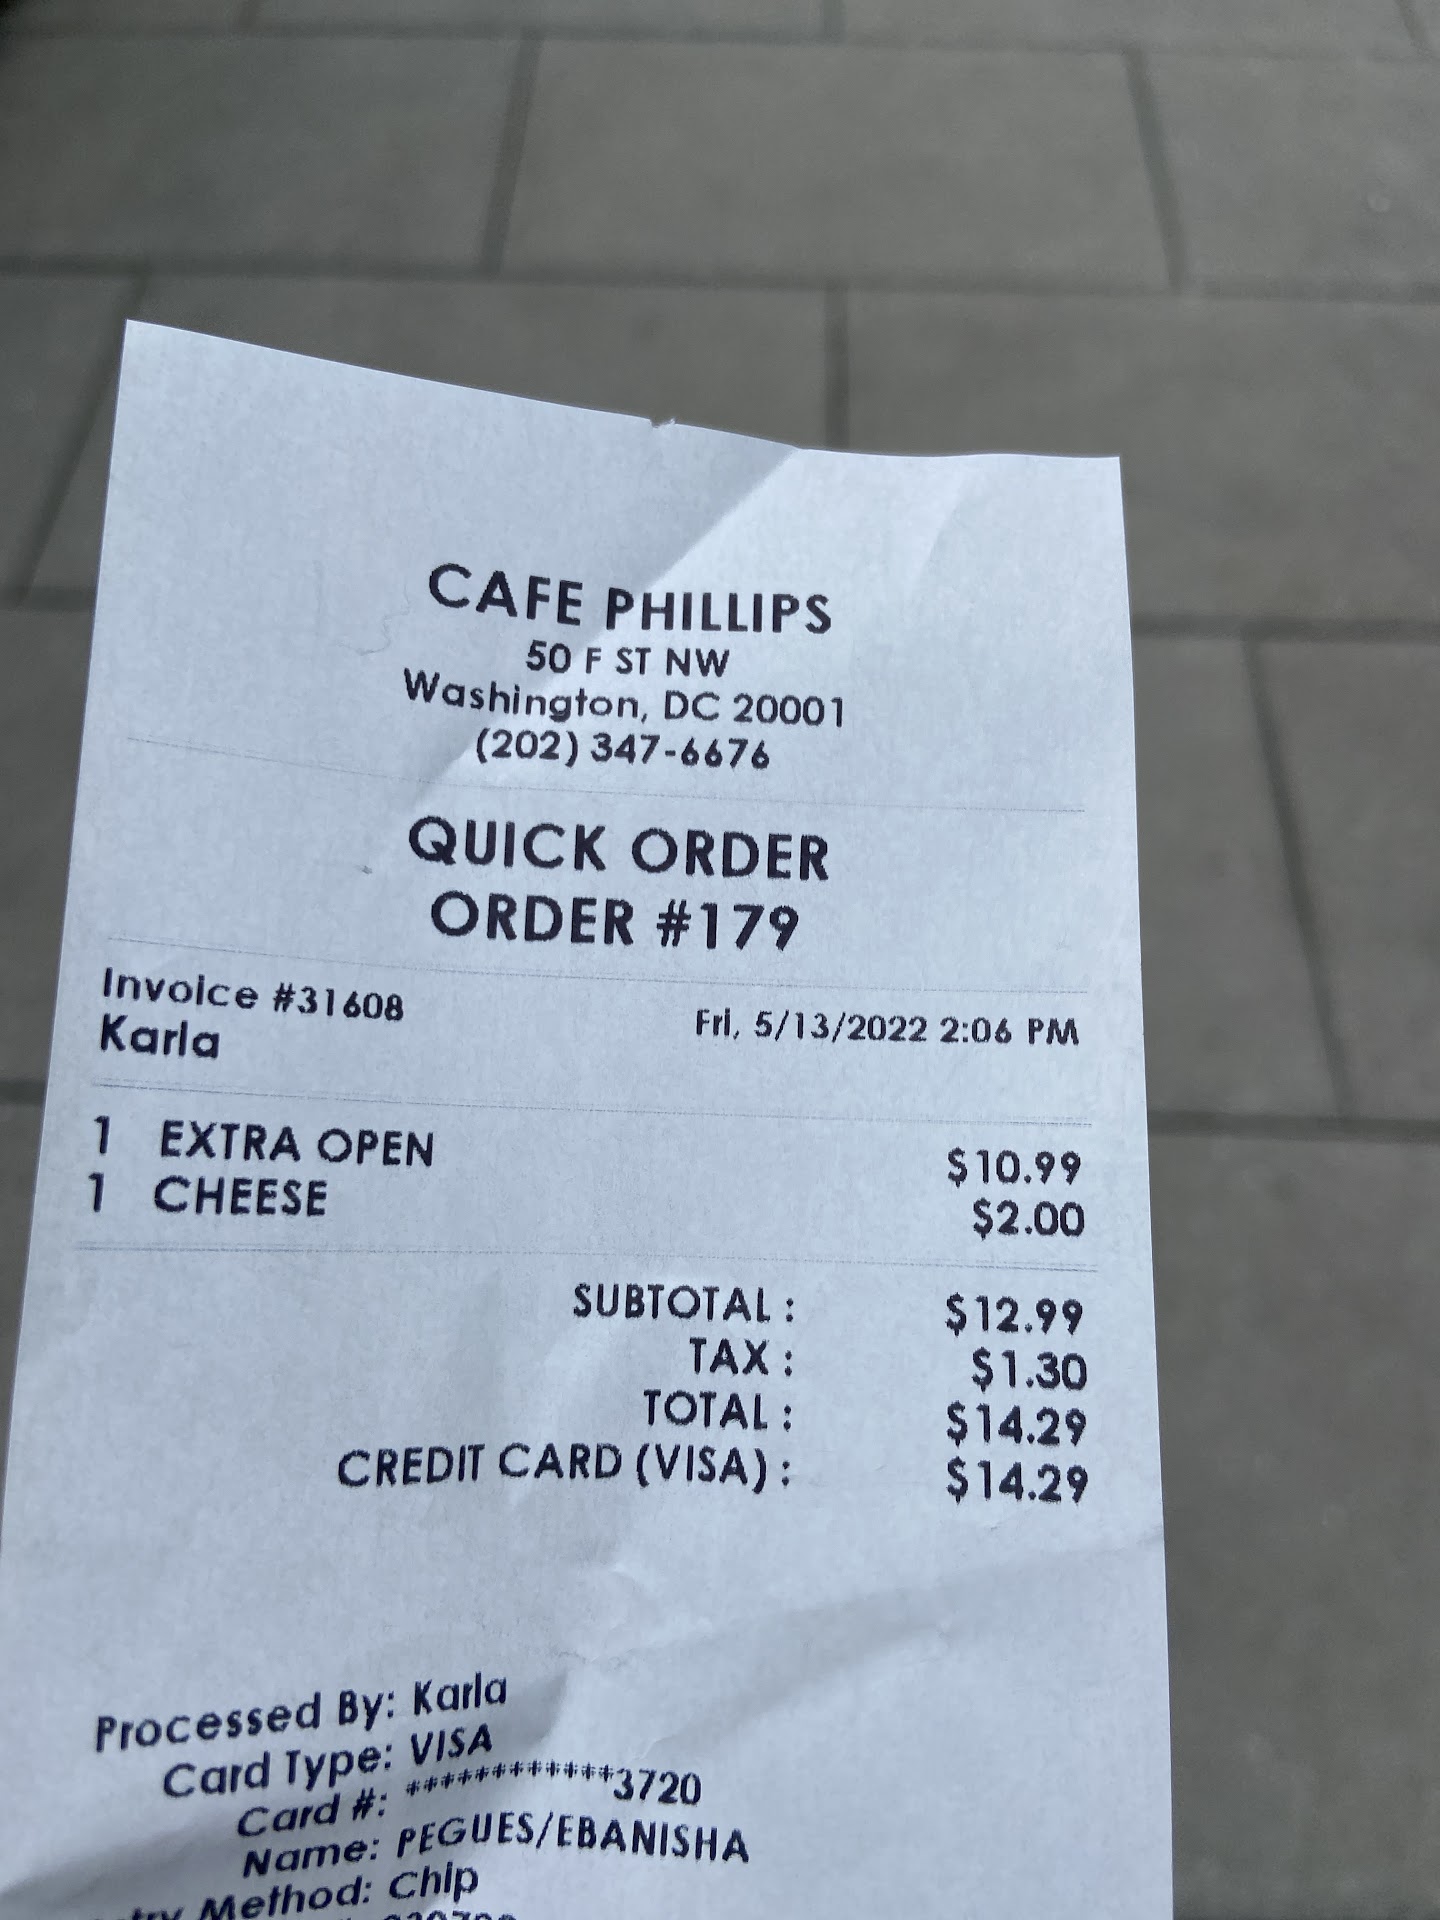 CAFE PHILLIPS
50 F ST NW
Washington, DC 20001
(202) 347-6676
QUICK ORDER
ORDER #179
Invoice #31608 Fri, 5/13/2022 2:06 PM
Karla
1 EXTRA OPEN $10.99
1 CHEESE $2.00
SUBTOTAL : $12.99
TAX : $1.30
TOTAL : $14.29
CREDIT CARD (VISA) : $14.29
Processed By: Karla
Card Type: VISA
Card #: ************3720
Name: PEGUES/EBANISHA
Method: Chip